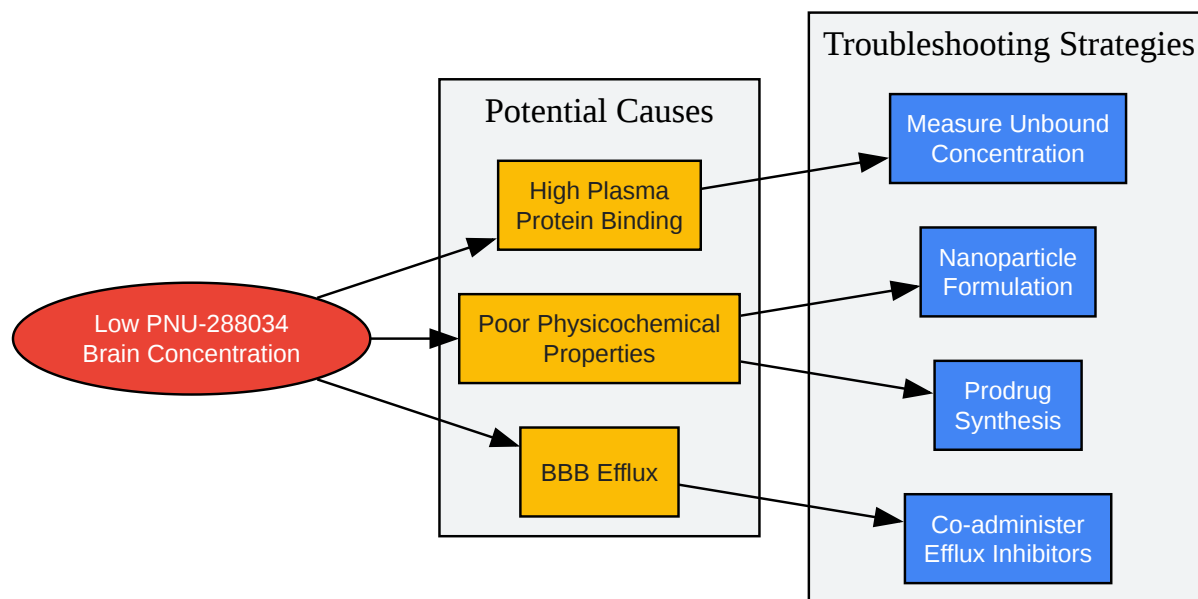 Low PNU-288034
Brain Concentration
Potential Causes
High Plasma
Protein Binding
Poor Physicochemical
Properties
BBB Efflux
Troubleshooting Strategies
Measure Unbound
Concentration
Nanoparticle
Formulation
Prodrug
Synthesis
Co-administer
Efflux Inhibitors